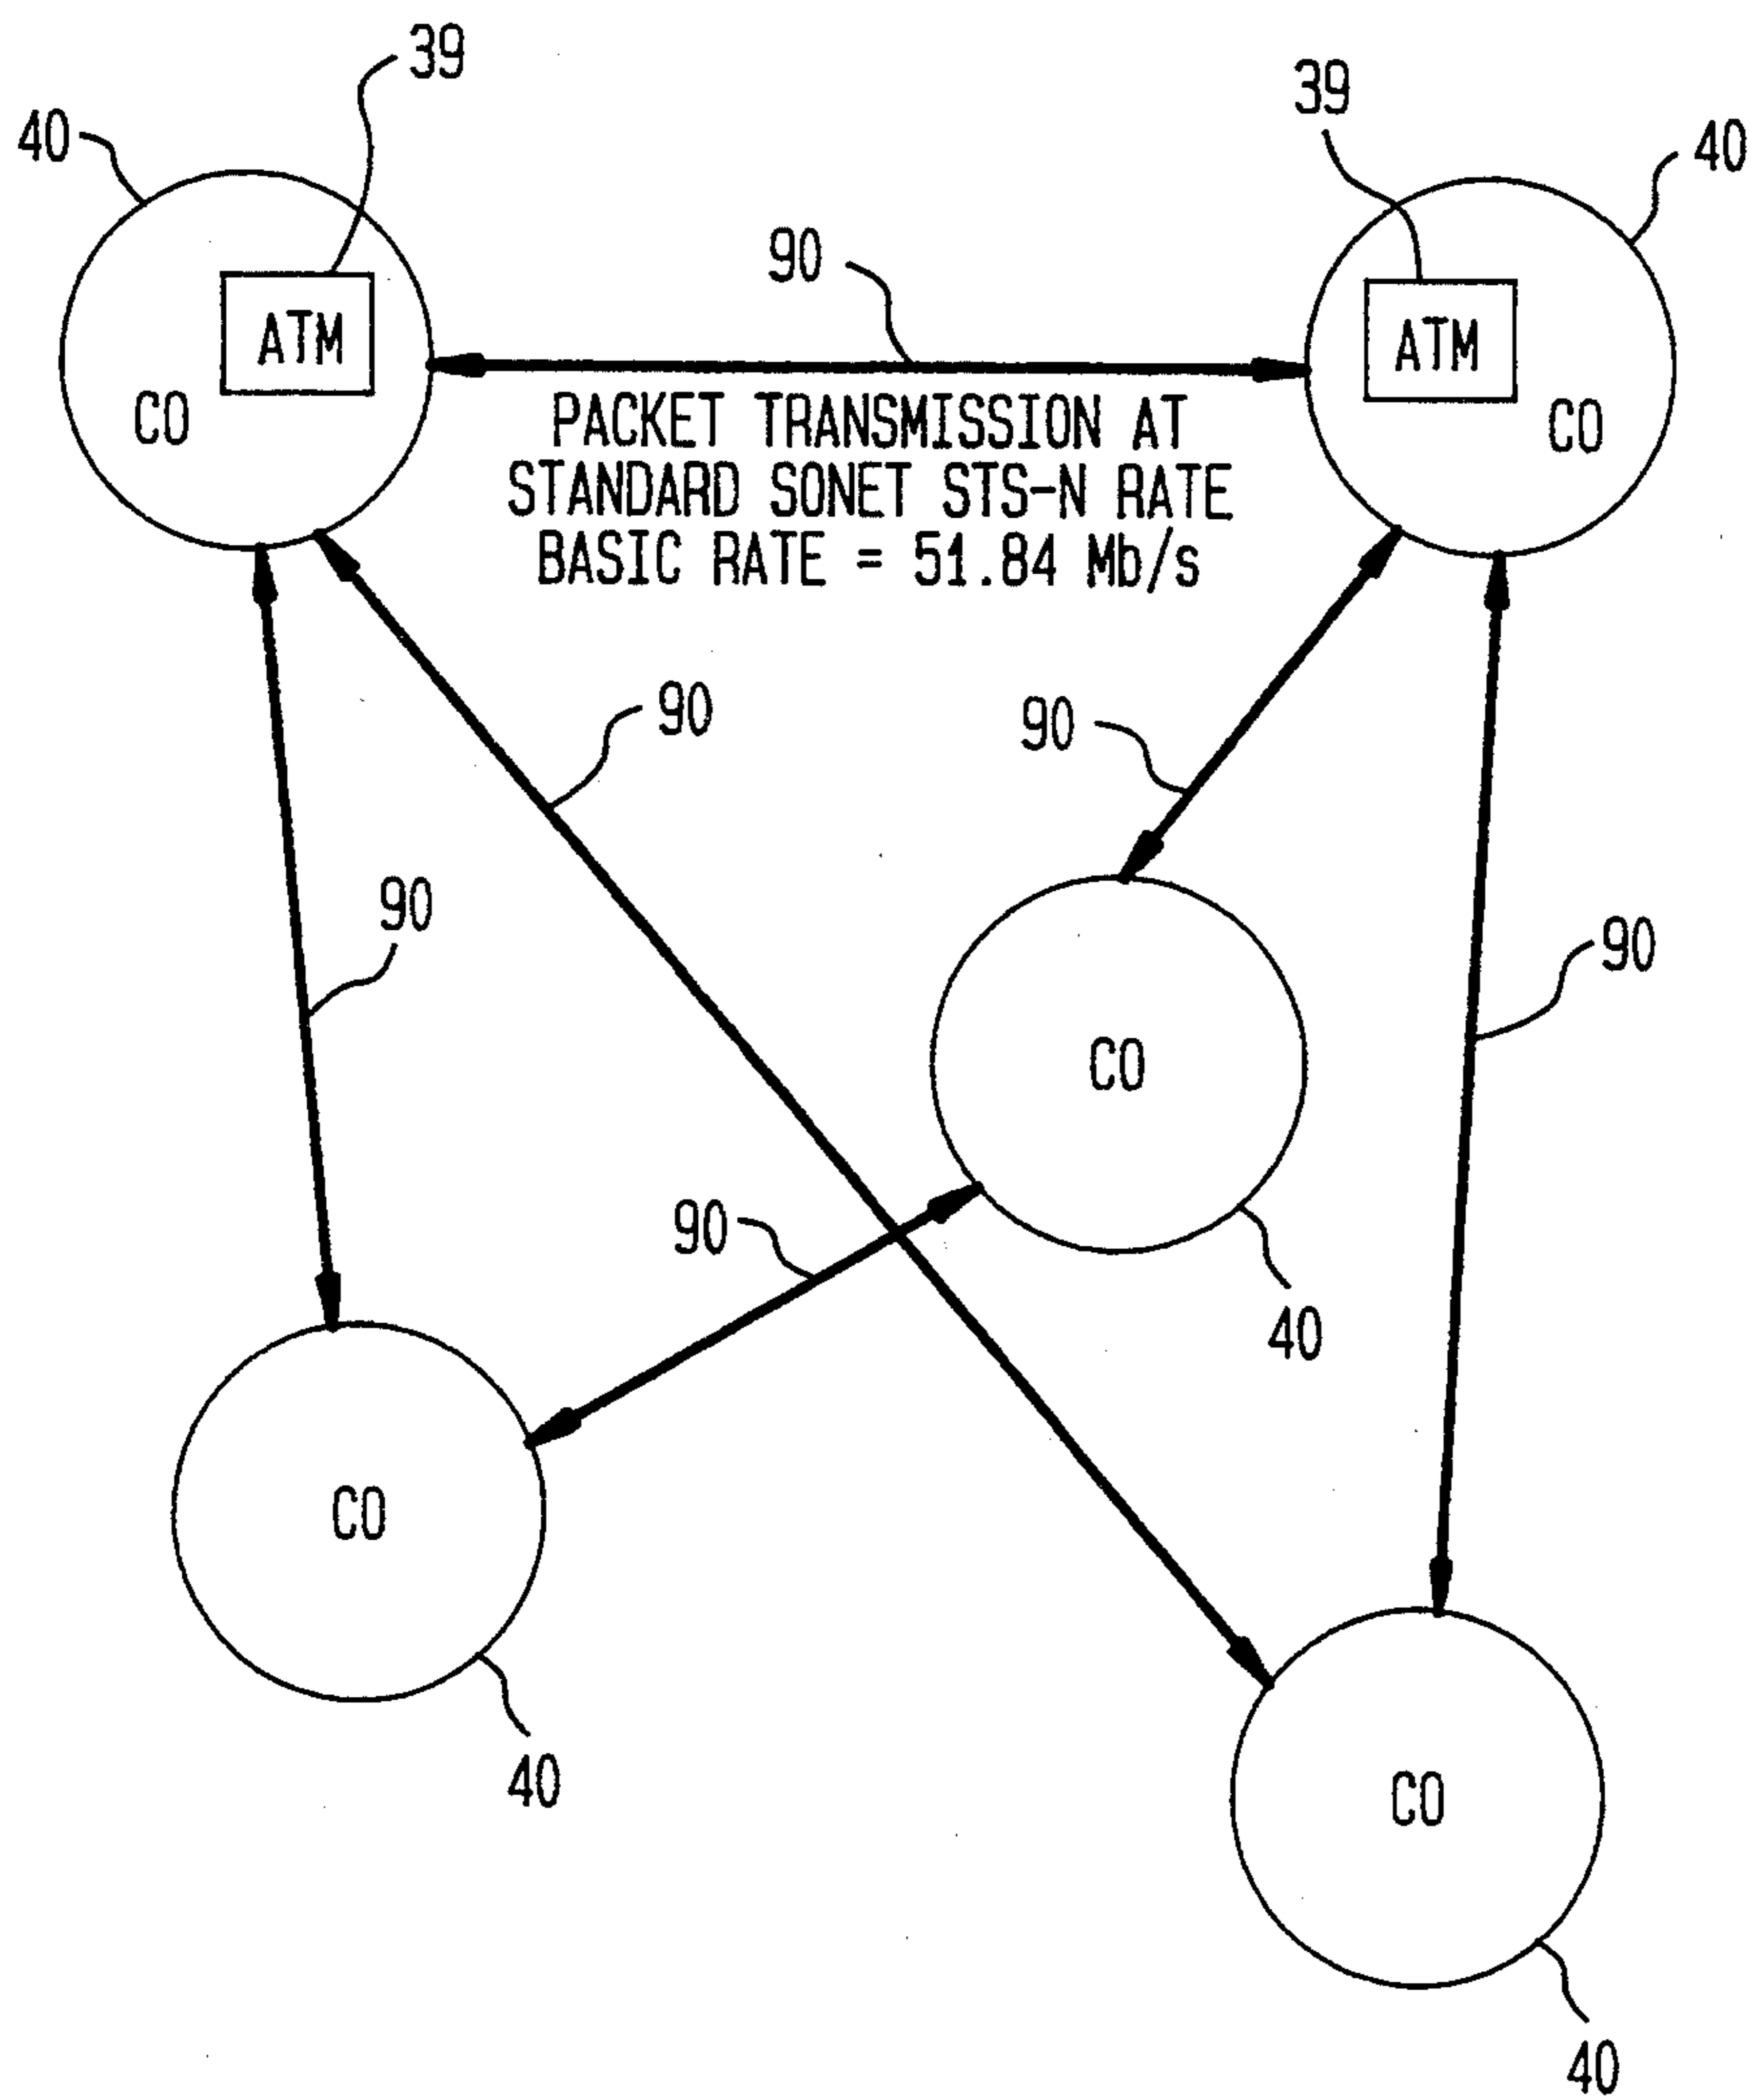 39
39
40
40
90
ATM
ATM
CO
CO
PACKET TRANSMISSION AT
STANDARD SONET STS-N RATE
BASIC RATE = 51.84 Mb/s
90
90
90
90
CO
90
40
CO
40
CO
40